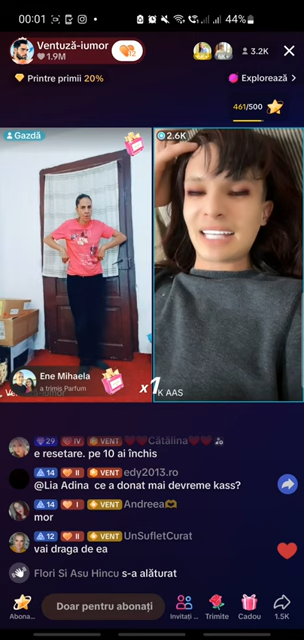 00:01
44%
Ventuză-iumor
1.9M
3.2K
Printre primii 20%
Explorează
461/500
Gazdă
2.6K
Ene Mihaela
a trimis Parfum
x1
K AAS
29 IV VENT Cătălina
e resetare. pe 10 ai închis
14 II VENT edy2013.ro
@Lia Adina ce a donat mai devreme kass?
14 I VENT Andreea
mor
12 II VENT UnSufletCurat
vai draga de ea
Flori Si Asu Hincu s-a alăturat
Abona...
Doar pentru abonați
Invitați ...
Trimite
Cadou
1.5K